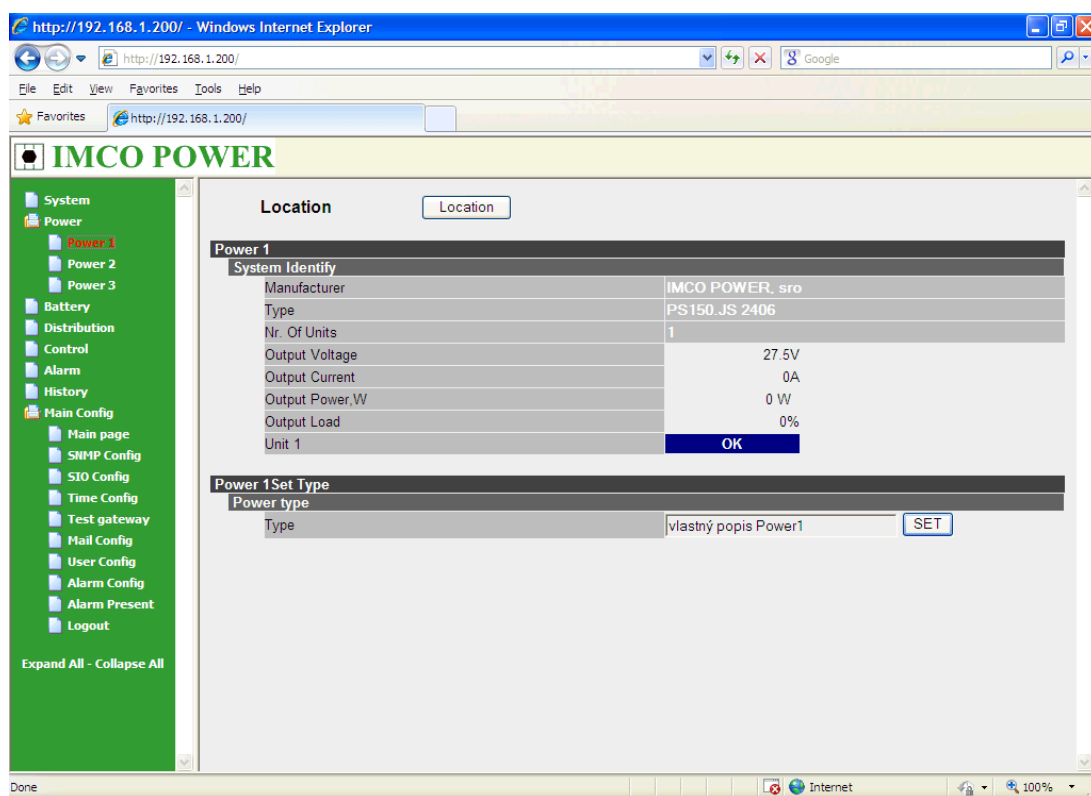 http://192.168.1.200/ - Windows Internet Explorer
http://192.168.1.200/
Google
File Edit View Favorites Tools Help
Favorites http://192.168.1.200/
IMCO POWER
System
Power
Power 1
Power 2
Power 3
Battery
Distribution
Control
Alarm
History
Main Config
Main page
SNMP Config
SIO Config
Time Config
Test gateway
Mail Config
User Config
Alarm Config
Alarm Present
Logout
Expand All - Collapse All
Location Location
Power 1
System Identify
Manufacturer IMCO POWER, sro
Type PS150.JS 2406
Nr. Of Units 1
Output Voltage 27.5V
Output Current 0A
Output Power,W 0 W
Output Load 0%
Unit 1 OK
Power 1Set Type
Power type
Type vlastný popis Power1 SET
Done Internet 100%